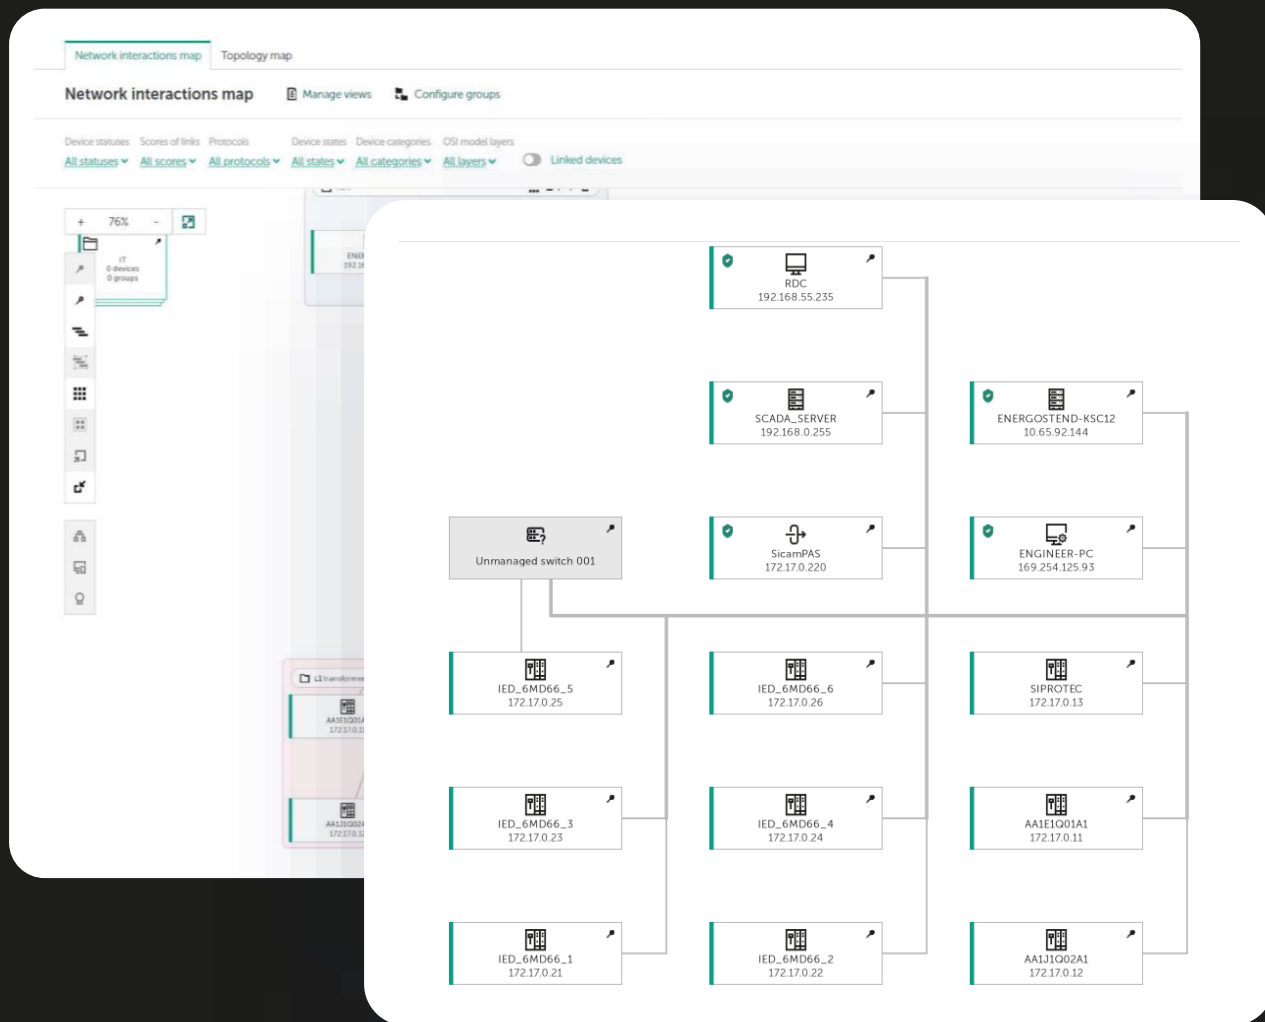 Network interactions map
Topology map
Network interactions map
Manage views
Configure groups
Device statuses
Scores of links
Protocols
Device states
Device categories
OSI model layers
All statuses
All scores
All protocols
All states
All categories
All layers
Linked devices
+ 76% -
IT
0 devices
0 groups
RDC
192.168.55.235
SCADA_SERVER
192.168.0.255
ENERGOSTEND-KSC12
10.65.92.144
Unmanaged switch 001
SicamPAS
172.17.0.220
ENGINEER-PC
169.254.125.93
IED_6MD66_5
172.17.0.25
IED_6MD66_6
172.17.0.26
SIPROTEC
172.17.0.13
IED_6MD66_3
172.17.0.23
IED_6MD66_4
172.17.0.24
AA1E1Q01A1
172.17.0.11
IED_6MD66_1
172.17.0.21
IED_6MD66_2
172.17.0.22
AA1J1Q02A1
172.17.0.12